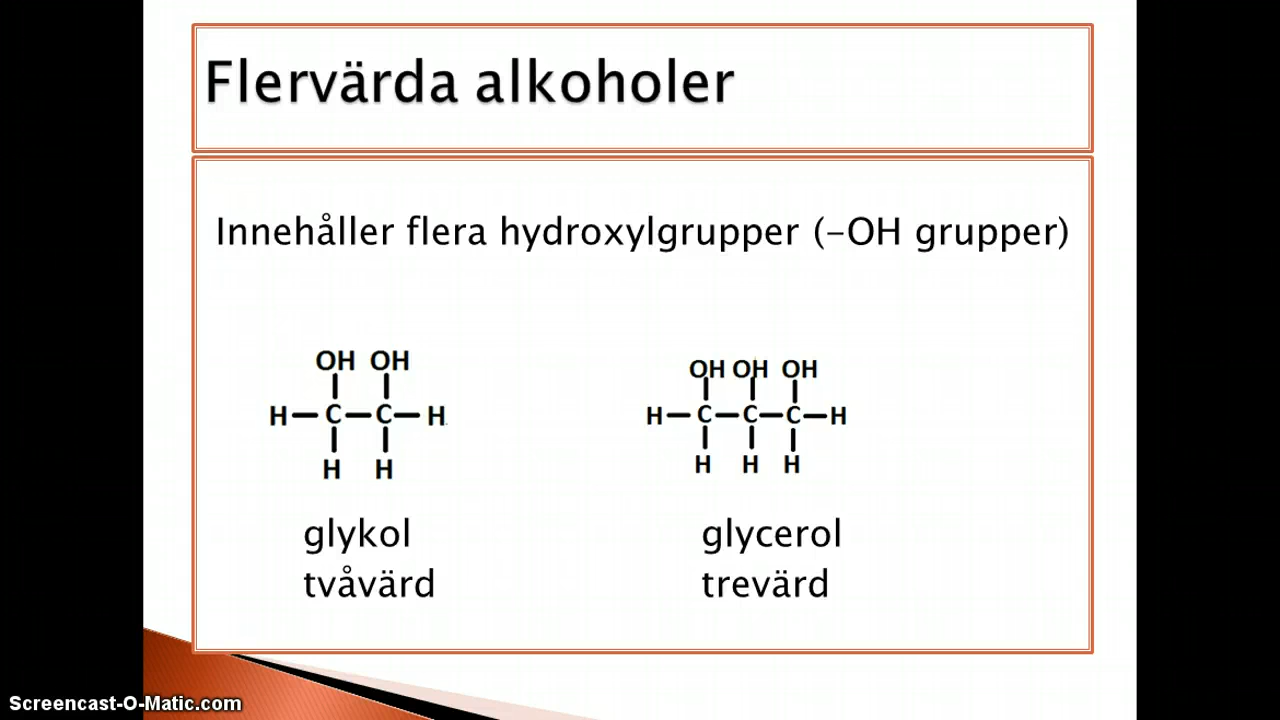 Flervärda alkoholer
Innehåller flera hydroxylgrupper (-OH grupper)
OH OH
H-C-C-H
H H
glykol
tvåvärd
OH OH OH
H-C-C-C-H
H H H
glycerol
trevärd
Screencast-O-Matic.com